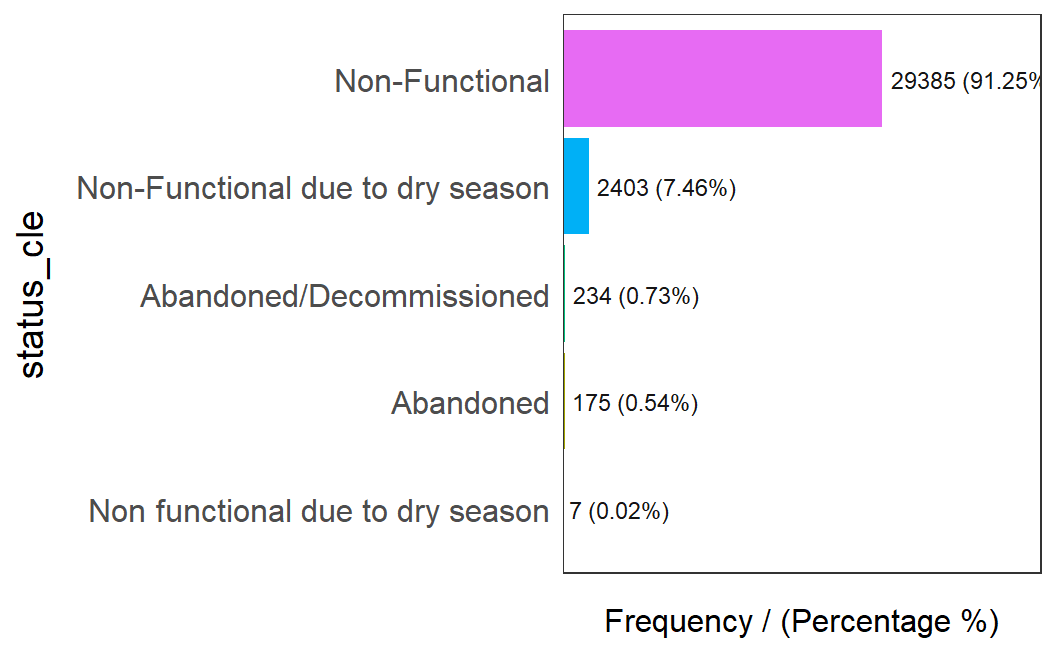 Non-Functional
29385 (91.25%
Non-Functional due to dry season
2403 (7.46%)
Abandoned/Decommissioned
234 (0.73%)
Abandoned
175 (0.54%)
Non functional due to dry season
7 (0.02%)
status_cle
Frequency / (Percentage %)